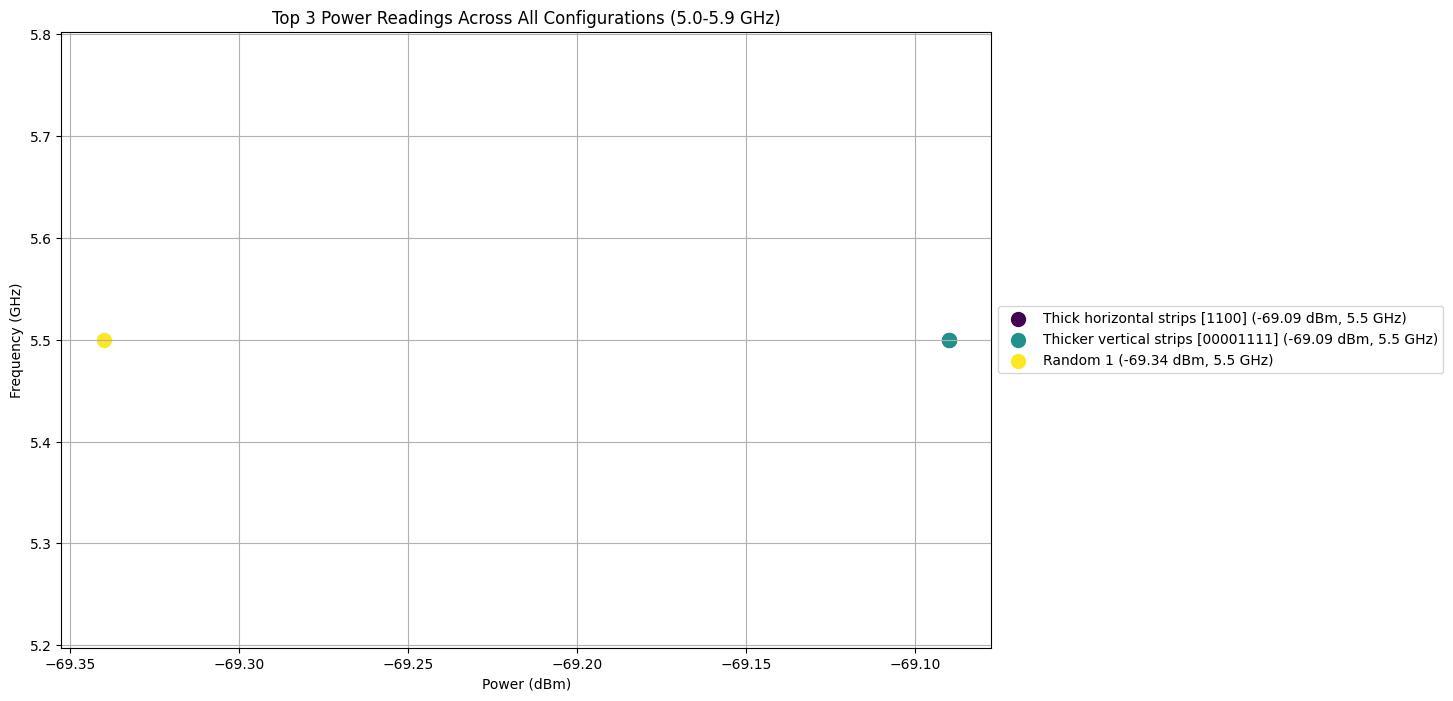 Top 3 Power Readings Across All Configurations (5.0-5.9 GHz)
5.8
5.7
5.6
5.5
5.4
5.3
5.2
Frequency (GHz)
−69.35 −69.30 −69.25 −69.20 −69.15 −69.10
Power (dBm)
Thick horizontal strips [1100] (-69.09 dBm, 5.5 GHz)
Thicker vertical strips [00001111] (-69.09 dBm, 5.5 GHz)
Random 1 (-69.34 dBm, 5.5 GHz)